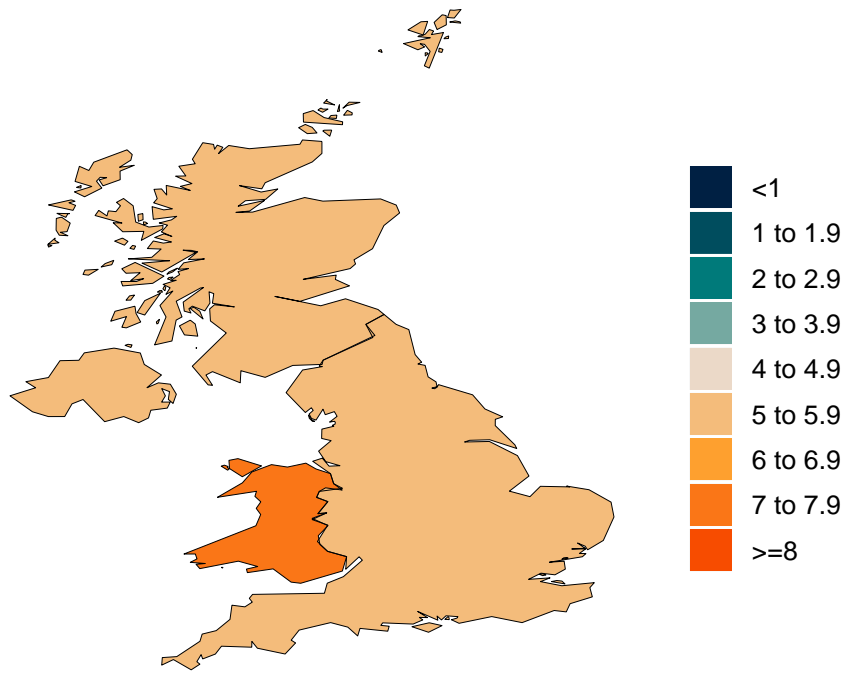 <1
1 to 1.9
2 to 2.9
3 to 3.9
4 to 4.9
5 to 5.9
6 to 6.9
7 to 7.9
>=8